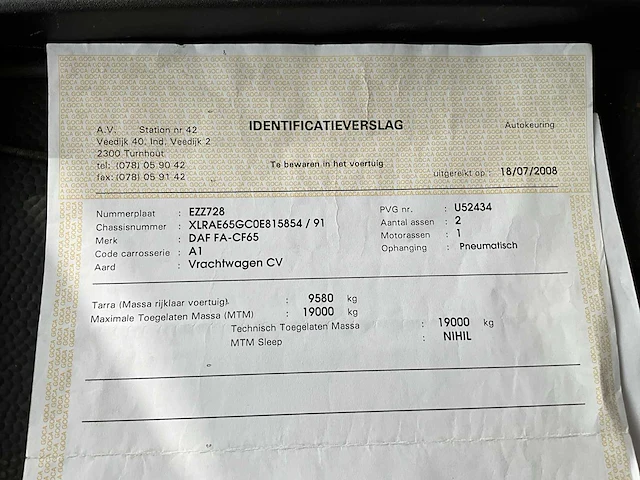 IDENTIFICATIEVERSLAG
Autokeuring
A.V. Station nr 42
Veedijk 40. Ind. Veedijk 2
2300 Turnhout
tel: (078) 05 90 42
fax: (078) 05 91 42
Te bewaren in het voertuig
uitgereikt op : 18/07/2008
Nummerplaat : EZZ728
Chassisnummer : XLRAE65GC0E815854 / 91
Merk : DAF FA-CF65
Code carrosserie : A1
Aard : Vrachtwagen CV
PVG nr. : U52434
Aantal assen : 2
Motorassen : 1
Ophanging : Pneumatisch
Tarra (Massa rijklaar voertuig). : 9580 kg
Maximale Toegelaten Massa (MTM) : 19000 kg
Technisch Toegelaten Massa : 19000 kg
MTM Sleep : NIHIL